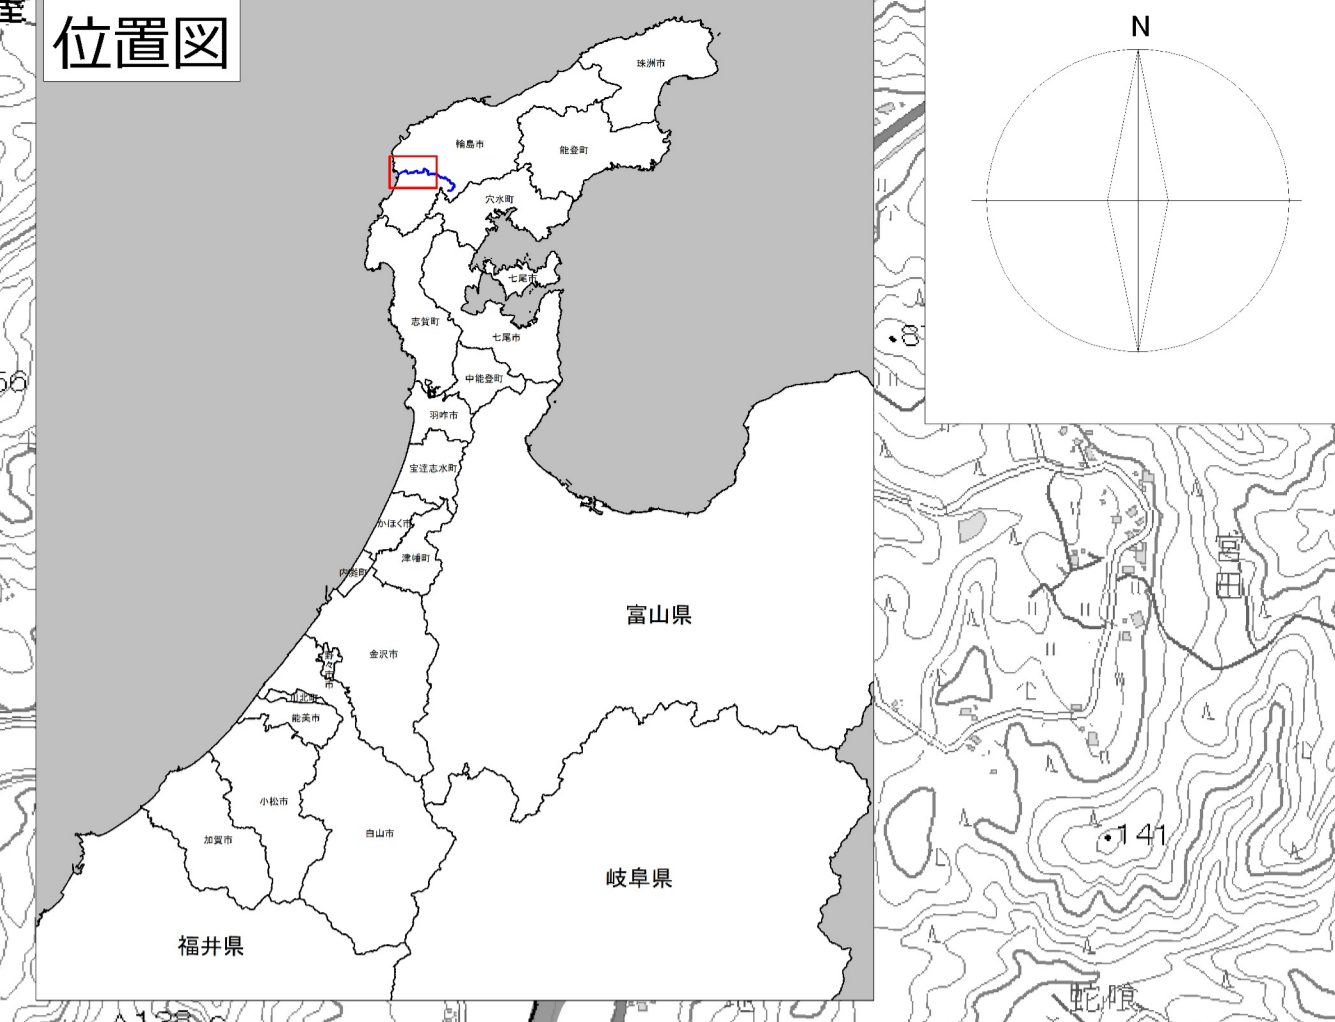 位置図
N
珠洲市
輪島市
能登町
穴水町
七尾市
志賀町
七尾市
中能登町
羽咋市
宝達志水町
かほく市
津幡町
内灘町
富山県
金沢市
野々市市
川北町
能美市
小松市
加賀市
白山市
岐阜県
福井県
141
蛇喰